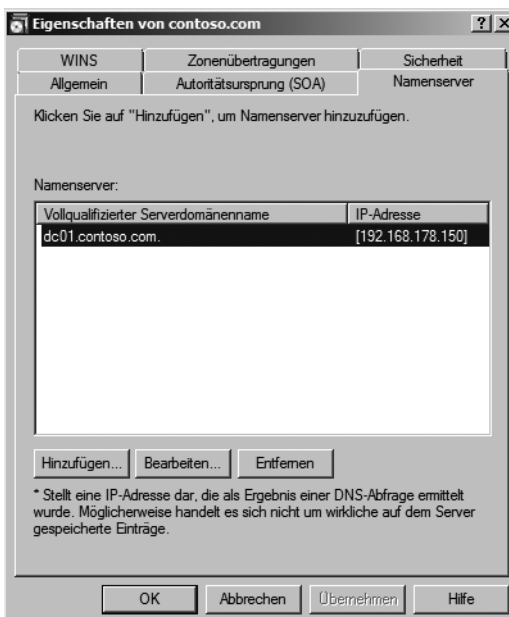 Eigenschaften von contoso.com
WINS
Zonenübertragungen
Sicherheit
Allgemein
Autoritätsursprung (SOA)
Namenserver
Klicken Sie auf "Hinzufügen", um Namenserver hinzuzufügen.
Namenserver:
Vollqualifizierter Serverdomänenname
IP-Adresse
dc01.contoso.com.
[192.168.178.150]
Hinzufügen...
Bearbeiten...
Entfernen
* Stellt eine IP-Adresse dar, die als Ergebnis einer DNS-Abfrage ermittelt
wurde. Möglicherweise handelt es sich nicht um wirkliche auf dem Server
gespeicherte Einträge.
OK
Abbrechen
Übernehmen
Hilfe